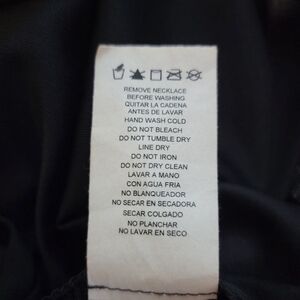 REMOVE NECKLACE
BEFORE WASHING
QUITAR LA CADENA
ANTES DE LAVAR
HAND WASH COLD
DO NOT BLEACH
DO NOT TUMBLE DRY
LINE DRY
DO NOT IRON
DO NOT DRY CLEAN
LAVAR A MANO
CON AGUA FRIA
NO BLANQUEADOR
NO SECAR EN SECADORA
SECAR COLGADO
NO PLANCHAR
NO LAVAR EN SECO